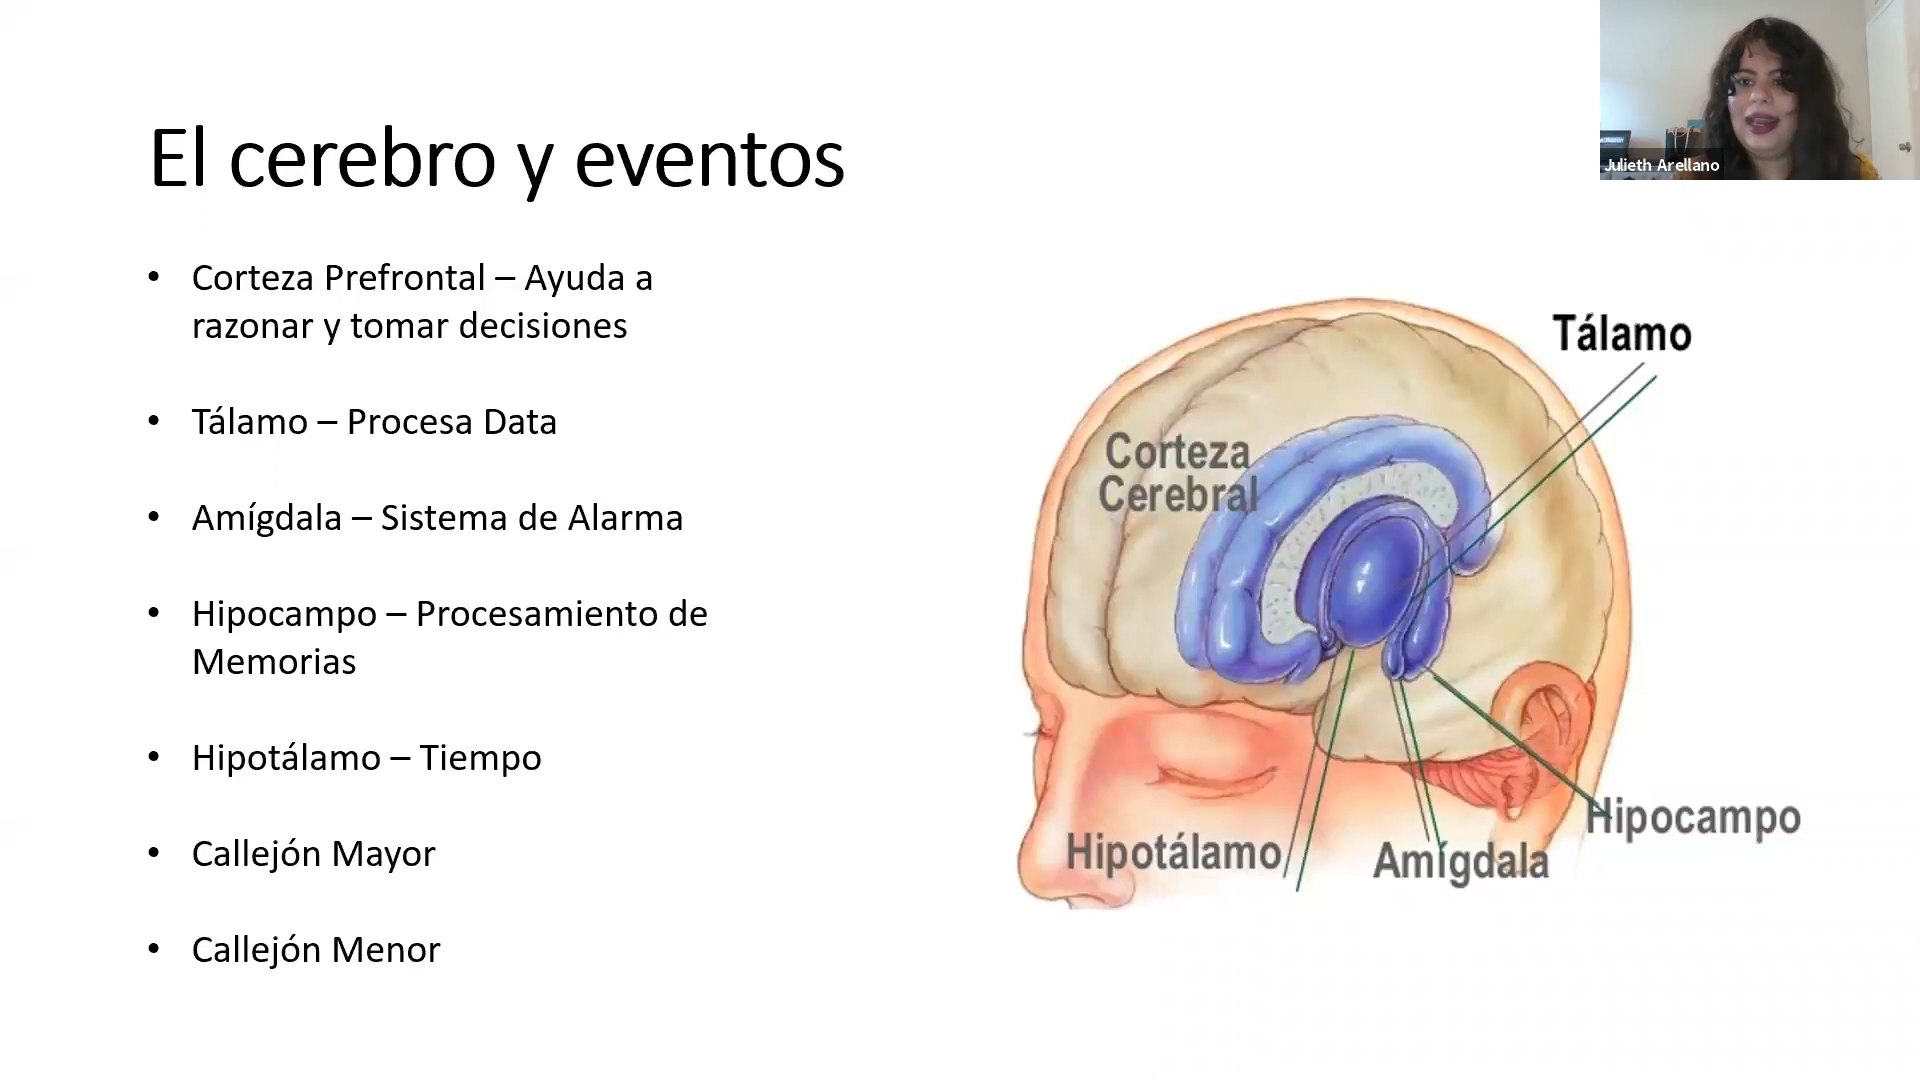 El cerebro y eventos
Julieth Arellano
• Corteza Prefrontal – Ayuda a
razonar y tomar decisiones
• Tálamo – Procesa Data
• Amígdala – Sistema de Alarma
• Hipocampo – Procesamiento de
Memorias
• Hipotálamo – Tiempo
• Callejón Mayor
• Callejón Menor
Tálamo
Corteza
Cerebral
Hipocampo
Hipotálamo
Amígdala